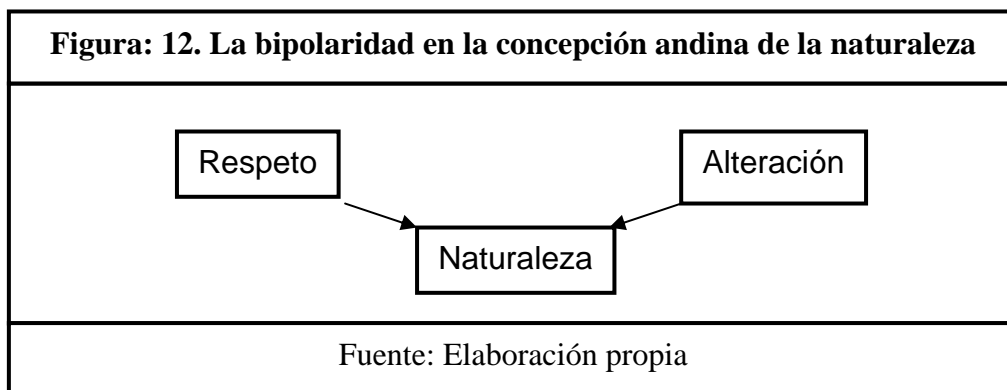 Figura: 12. La bipolaridad en la concepción andina de la naturaleza
Respeto
Alteración
Naturaleza
Fuente: Elaboración propia